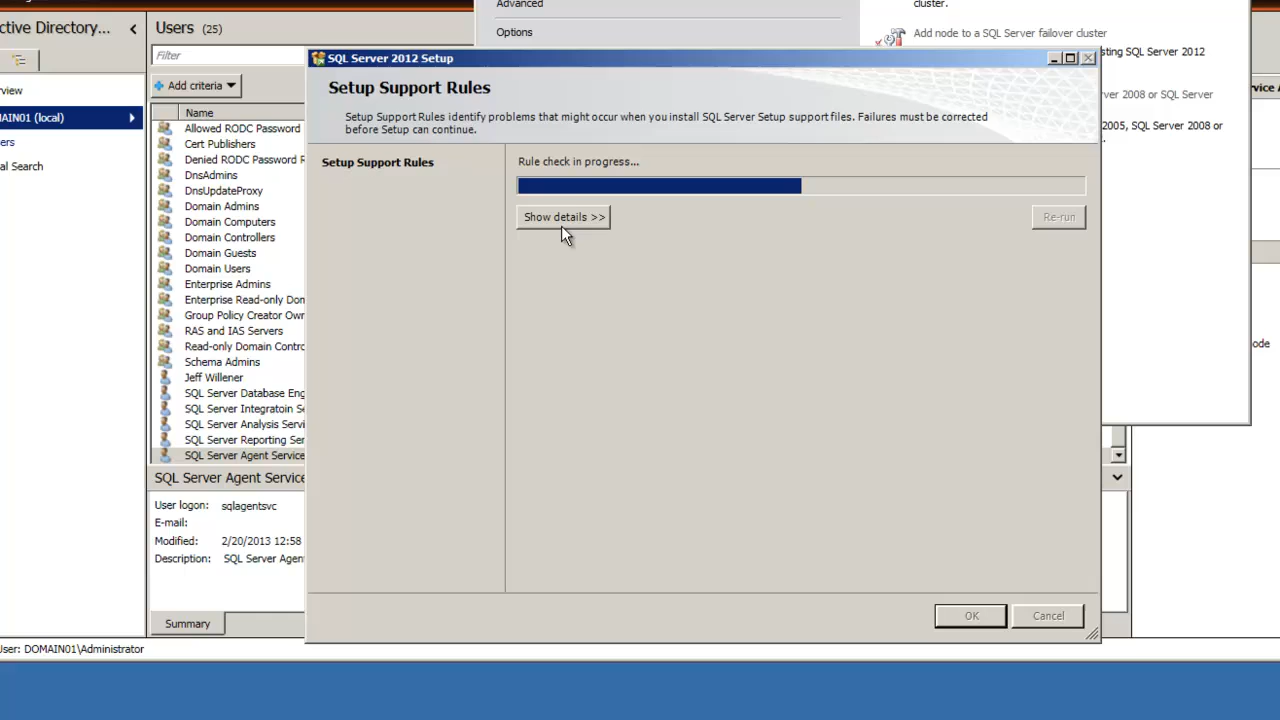 Advanced
Options
cluster.
Add node to a SQL Server failover cluster
sting SQL Server 2012
ver 2008 or SQL Server
2005, SQL Server 2008 or
ctive Directory...
Users (25)
Filter
Add criteria
Name
Allowed RODC Password
Cert Publishers
Denied RODC Password R
DnsAdmins
DnsUpdateProxy
Domain Admins
Domain Computers
Domain Controllers
Domain Guests
Domain Users
Enterprise Admins
Enterprise Read-only Don
Group Policy Creator Owr
RAS and IAS Servers
Read-only Domain Contro
Schema Admins
Jeff Willener
SQL Server Database Eng
SQL Server Integratoin Se
SQL Server Analysis Servi
SQL Server Reporting Ser
SQL Server Agent Service
SQL Server Agent Service
User logon: sqlagentsvc
E-mail:
Modified: 2/20/2013 12:58
Description: SQL Server Agen
Summary
rview
MAIN01 (local)
ers
al Search
User: DOMAIN01\Administrator
SQL Server 2012 Setup
Setup Support Rules
Setup Support Rules identify problems that might occur when you install SQL Server Setup support files. Failures must be corrected
before Setup can continue.
Setup Support Rules
Rule check in progress...
Show details >>
Re-run
OK
Cancel
vice A
ode